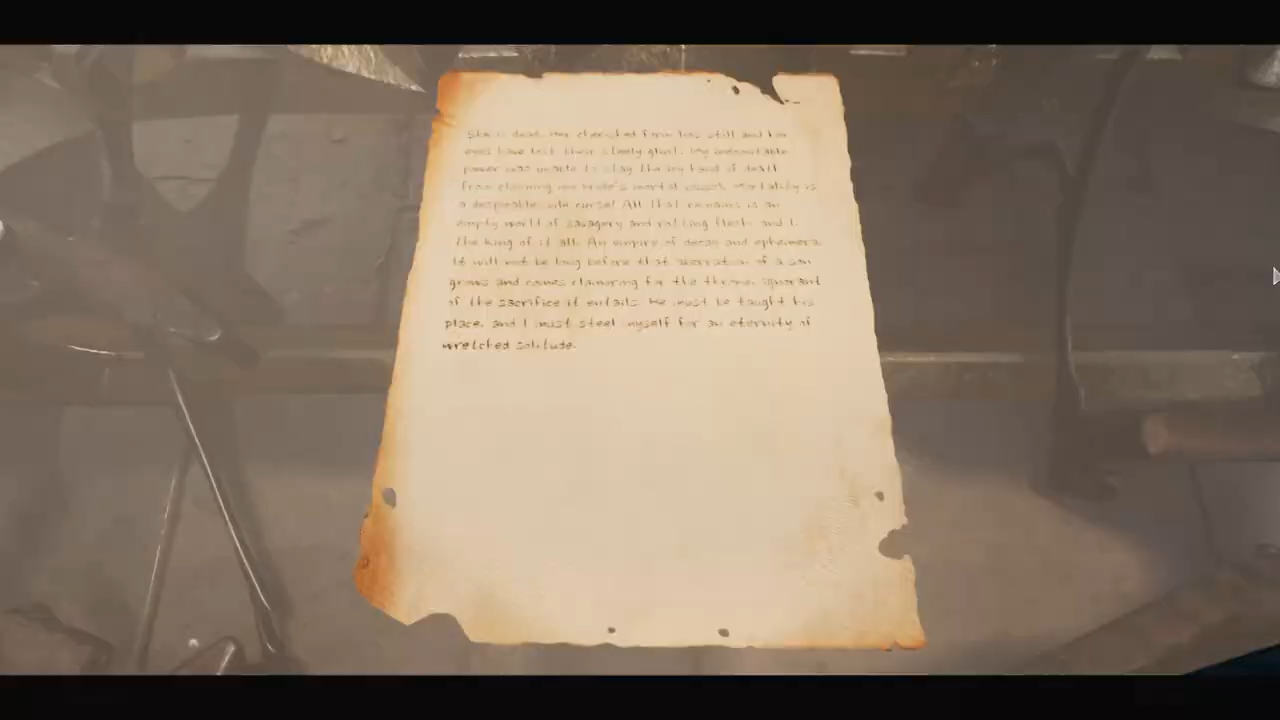 She is dead. Her cherished form lies still and her
eyes have lost their steely glint. My indomitable
power was unable to stay the icy hand of death
from claiming my bride's mortal vessel. Mortality is
a despicable, vile curse! All that remains is an
empty world of savagery and rotting flesh, and I,
the king of it all. An empire of decay and ephemera.
It will not be long before that aberration of a son
grows and comes clamoring for the throne, ignorant
of the sacrifice it entails. He must be taught his
place, and I must steel myself for an eternity of
wretched solitude.